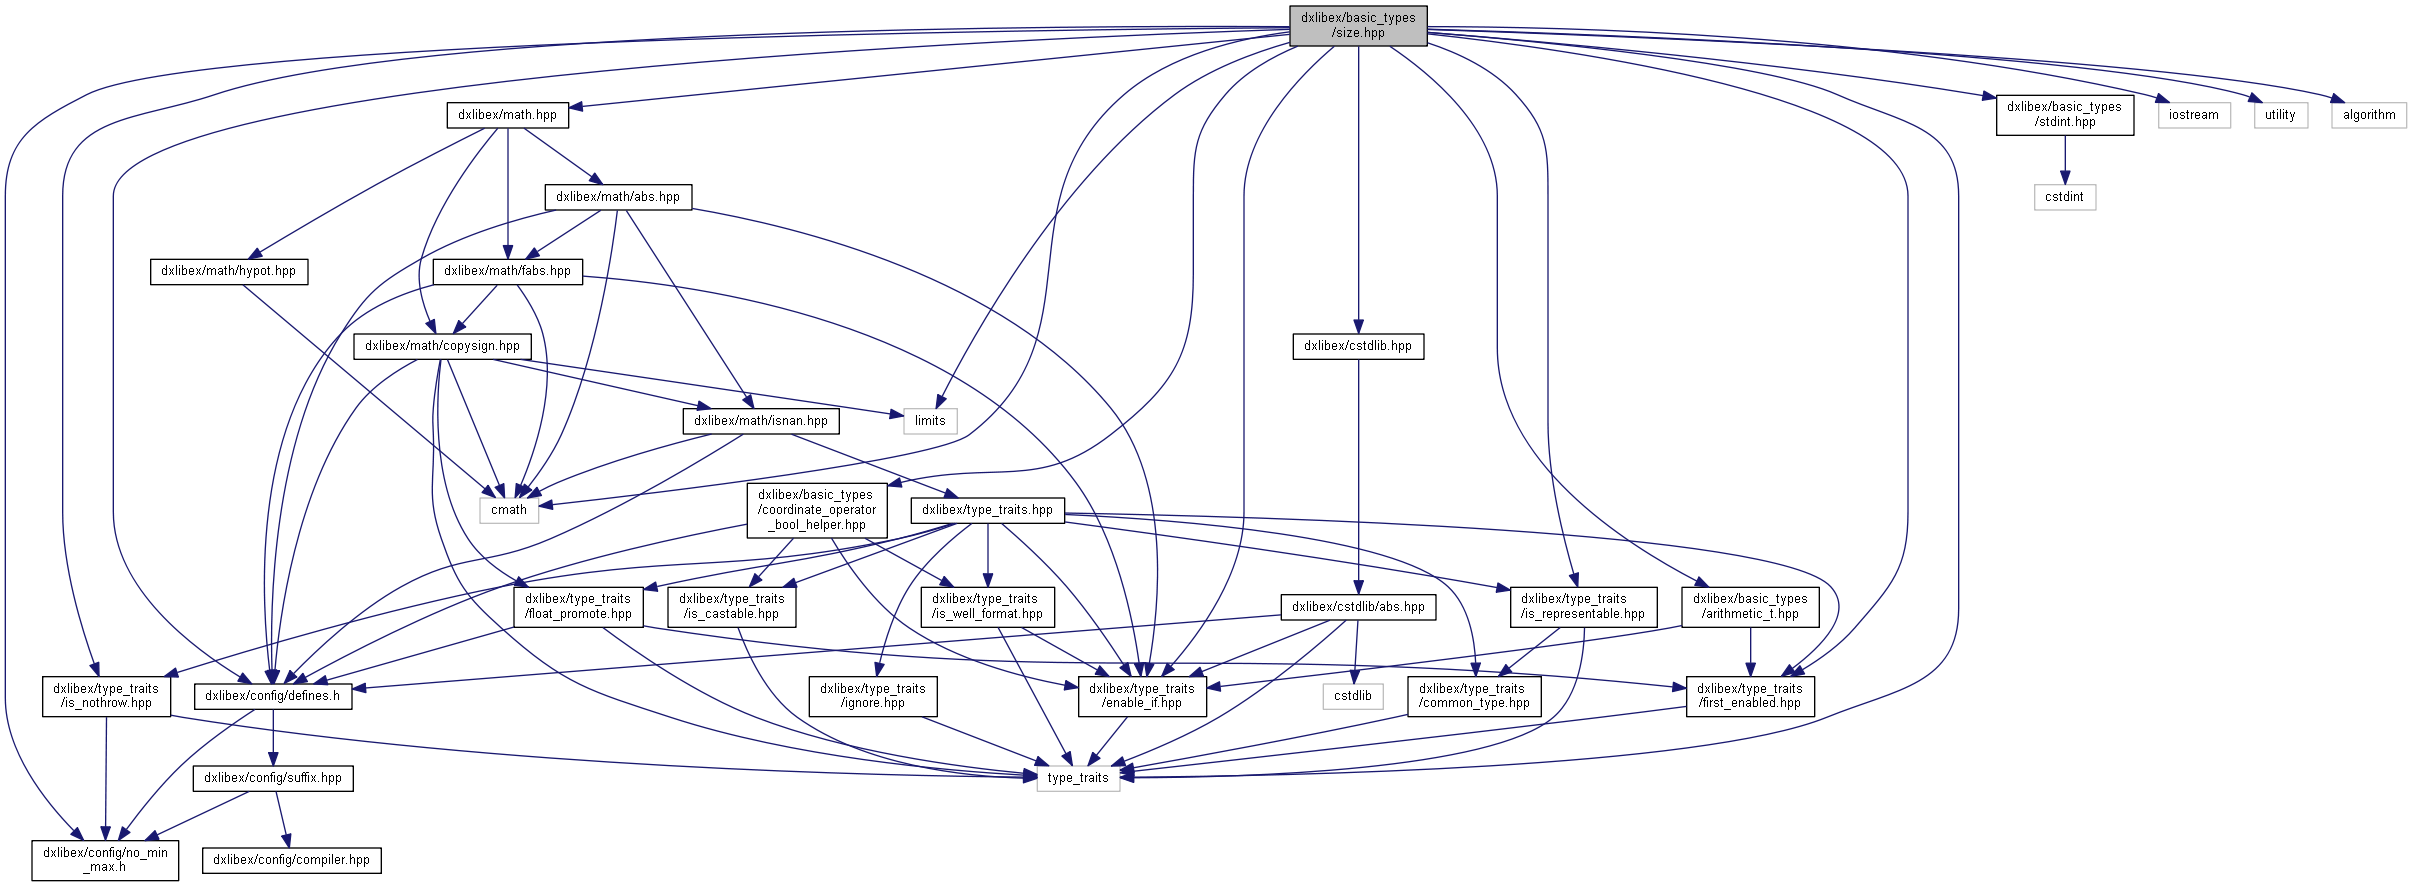 dxlibex/basic_types
/size.hpp
dxlibex/math.hpp
dxlibex/basic_types
/stdint.hpp
iostream
utility
algorithm
dxlibex/math/abs.hpp
cstdint
dxlibex/math/hypot.hpp
dxlibex/math/fabs.hpp
dxlibex/math/copysign.hpp
dxlibex/cstdlib.hpp
dxlibex/math/isnan.hpp
limits
cmath
dxlibex/basic_types
/coordinate_operator
_bool_helper.hpp
dxlibex/type_traits.hpp
dxlibex/type_traits
/float_promote.hpp
dxlibex/type_traits
/is_castable.hpp
dxlibex/type_traits
/is_well_format.hpp
dxlibex/cstdlib/abs.hpp
dxlibex/type_traits
/is_representable.hpp
dxlibex/basic_types
/arithmetic_t.hpp
dxlibex/type_traits
/is_nothrow.hpp
dxlibex/config/defines.h
dxlibex/type_traits
/ignore.hpp
dxlibex/type_traits
/enable_if.hpp
cstdlib
dxlibex/type_traits
/common_type.hpp
dxlibex/type_traits
/first_enabled.hpp
dxlibex/config/suffix.hpp
type_traits
dxlibex/config/no_min
_max.h
dxlibex/config/compiler.hpp